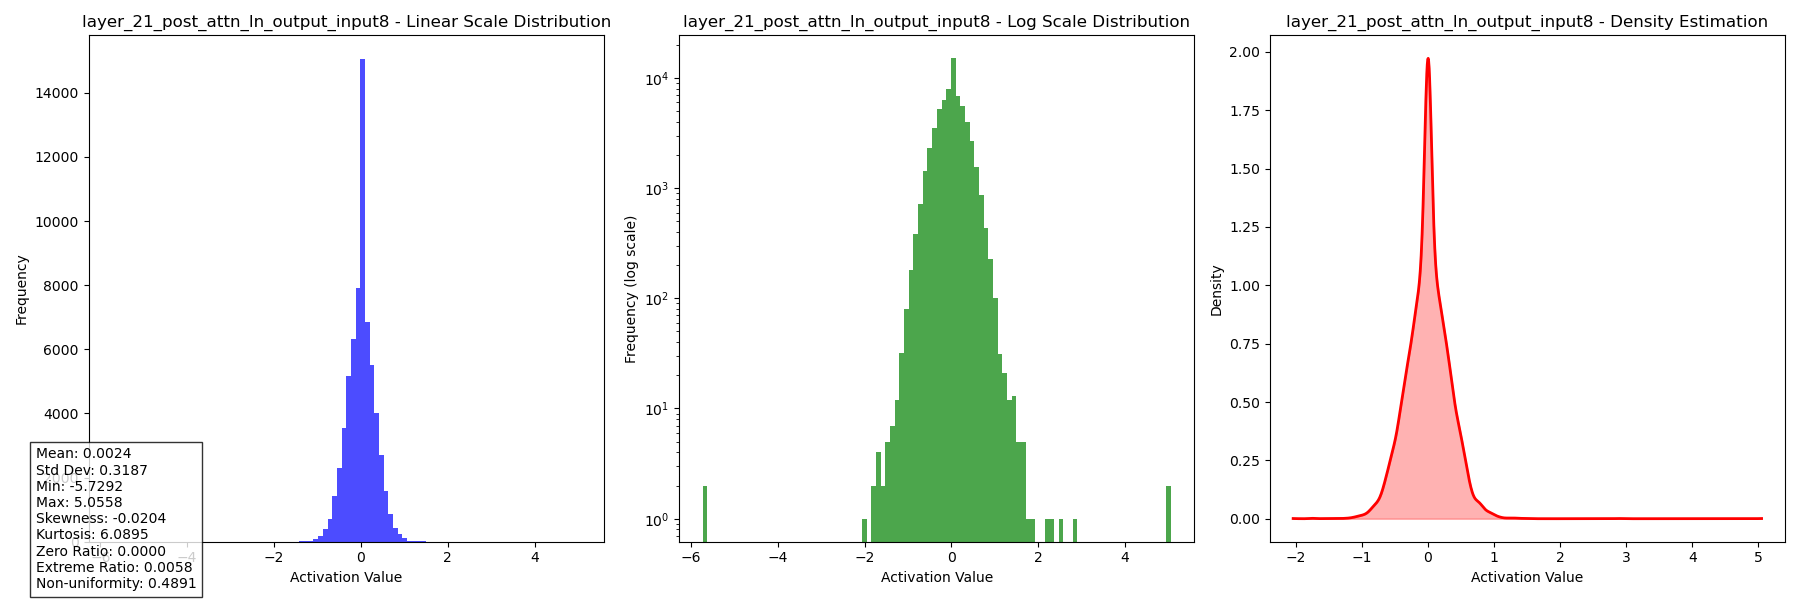 layer_21_post_attn_ln_output_input8 - Linear Scale Distribution
Frequency
14000
12000
10000
8000
6000
4000
2000
0
−6
−4
−2
0
2
4
Activation Value
Mean: 0.0024
Std Dev: 0.3187
Min: -5.7292
Max: 5.0558
Skewness: -0.0204
Kurtosis: 6.0895
Zero Ratio: 0.0000
Extreme Ratio: 0.0058
Non-uniformity: 0.4891
layer_21_post_attn_ln_output_input8 - Log Scale Distribution
Frequency (log scale)
10⁴
10³
10²
10¹
10⁰
−6
−4
−2
0
2
4
Activation Value
layer_21_post_attn_ln_output_input8 - Density Estimation
Density
2.00
1.75
1.50
1.25
1.00
0.75
0.50
0.25
0.00
−2
−1
0
1
2
3
4
5
Activation Value